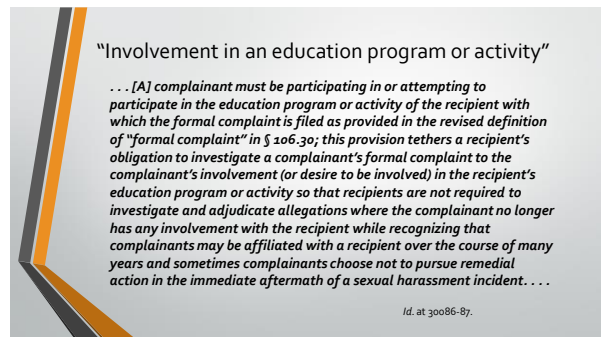 “Involvement in an education program or activity”
. . . [A] complainant must be participating in or attempting to
participate in the education program or activity of the recipient with
which the formal complaint is filed as provided in the revised definition
of “formal complaint” in § 106.30; this provision tethers a recipient’s
obligation to investigate a complainant’s formal complaint to the
complainant’s involvement (or desire to be involved) in the recipient’s
education program or activity so that recipients are not required to
investigate and adjudicate allegations where the complainant no longer
has any involvement with the recipient while recognizing that
complainants may be affiliated with a recipient over the course of many
years and sometimes complainants choose not to pursue remedial
action in the immediate aftermath of a sexual harassment incident. . . .
Id. at 30086-87.